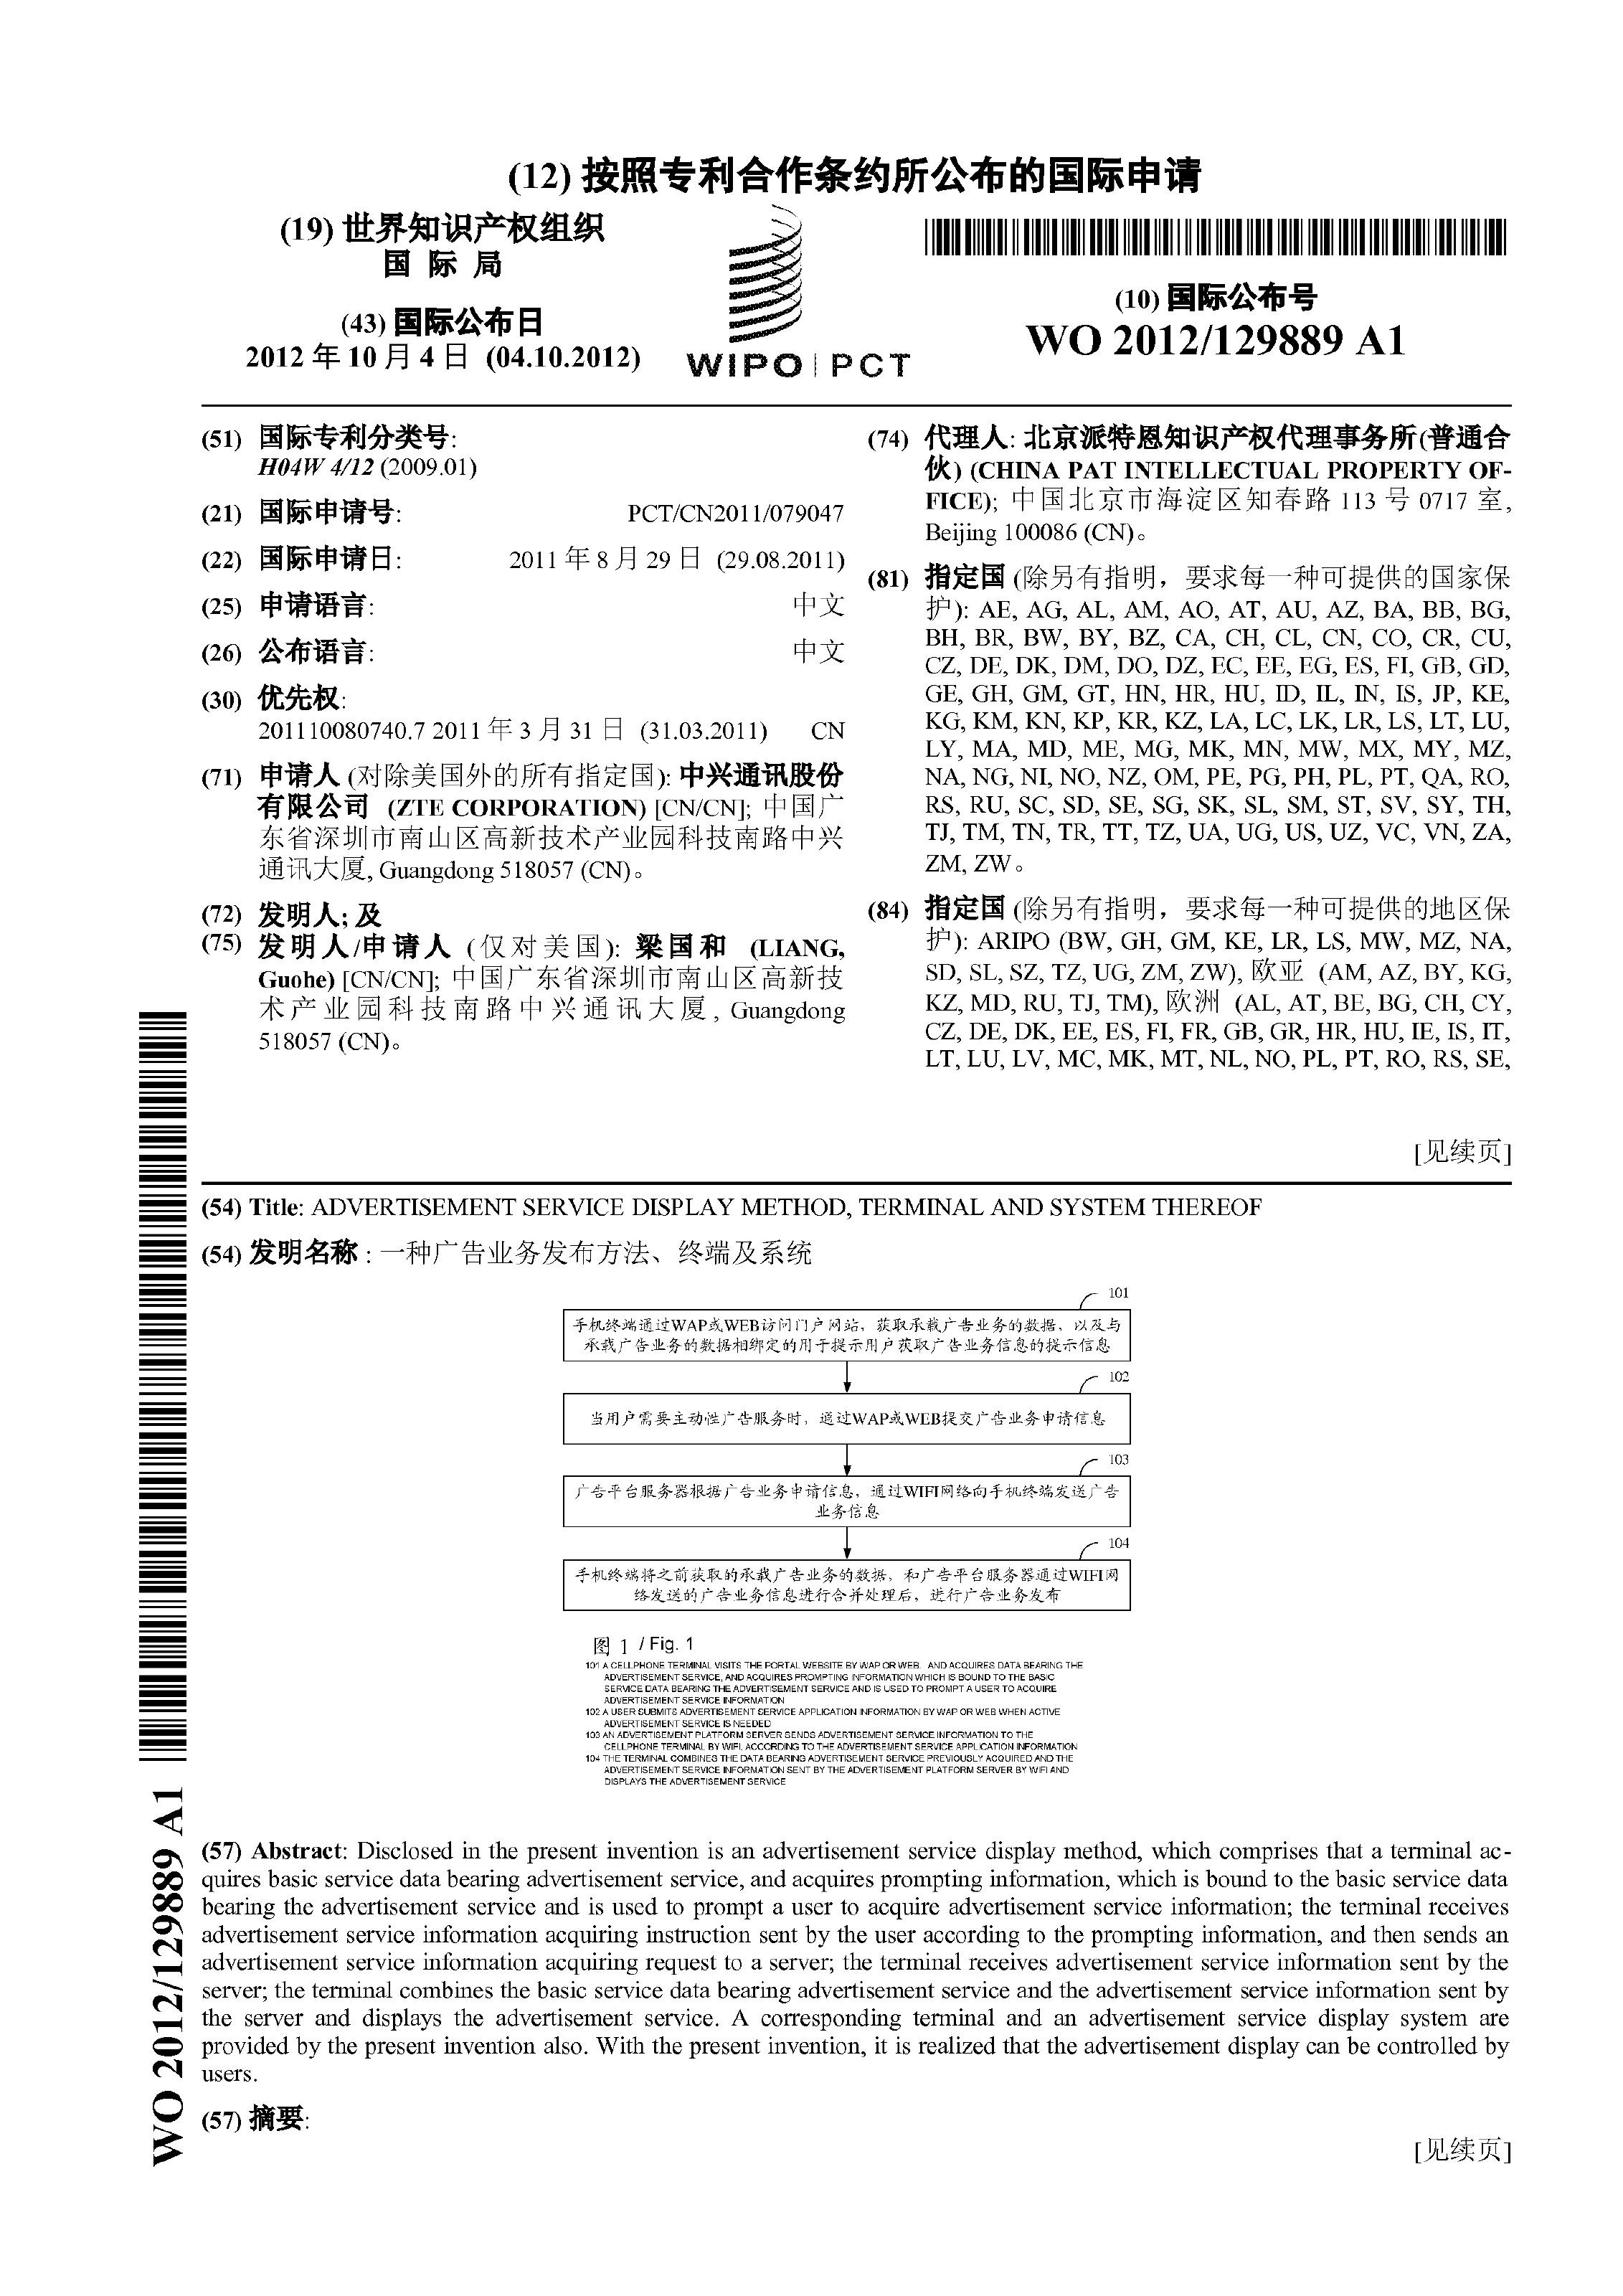 (12) 按照专利合作条约所公布的国际申请
(19) 世界知识产权组织
国 际 局
(43) 国际公布日
2012 年 10 月 4 日 (04.10.2012)
WIPO | PCT
(10) 国际公布号
WO 2012/129889 A1
(51) 国际专利分类号:
H04W 4/12 (2009.01)
(21) 国际申请号: PCT/CN2011/079047
(22) 国际申请日: 2011 年 8 月 29 日 (29.08.2011)
(25) 申请语言: 中文
(26) 公布语言: 中文
(30) 优先权:
201110080740.7 2011 年 3 月 31 日 (31.03.2011) CN
(71) 申请人 (对除美国外的所有指定国): 中兴通讯股份
有限公司 (ZTE CORPORATION) [CN/CN]; 中国广
东省深圳市南山区高新技术产业园科技南路中兴
通讯大厦, Guangdong 518057 (CN)。
(72) 发明人; 及
(75) 发明人/申请人 (仅对美国): 梁国和 (LIANG,
Guohe) [CN/CN]; 中国广东省深圳市南山区高新技
术产业园科技南路中兴通讯大厦, Guangdong
518057 (CN)。
(74) 代理人: 北京派特恩知识产权代理事务所(普通合
伙) (CHINA PAT INTELLECTUAL PROPERTY OF-
FICE); 中国北京市海淀区知春路 113 号 0717 室,
Beijing 100086 (CN)。
(81) 指定国 (除另有指明，要求每一种可提供的国家保
护): AE, AG, AL, AM, AO, AT, AU, AZ, BA, BB, BG,
BH, BR, BW, BY, BZ, CA, CH, CL, CN, CO, CR, CU,
CZ, DE, DK, DM, DO, DZ, EC, EE, EG, ES, FI, GB, GD,
GE, GH, GM, GT, HN, HR, HU, ID, IL, IN, IS, JP, KE,
KG, KM, KN, KP, KR, KZ, LA, LC, LK, LR, LS, LT, LU,
LY, MA, MD, ME, MG, MK, MN, MW, MX, MY, MZ,
NA, NG, NI, NO, NZ, OM, PE, PG, PH, PL, PT, QA, RO,
RS, RU, SC, SD, SE, SG, SK, SL, SM, ST, SV, SY, TH,
TJ, TM, TN, TR, TT, TZ, UA, UG, US, UZ, VC, VN, ZA,
ZM, ZW。
(84) 指定国 (除另有指明，要求每一种可提供的地区保
护): ARIPO (BW, GH, GM, KE, LR, LS, MW, MZ, NA,
SD, SL, SZ, TZ, UG, ZM, ZW), 欧亚 (AM, AZ, BY, KG,
KZ, MD, RU, TJ, TM), 欧洲 (AL, AT, BE, BG, CH, CY,
CZ, DE, DK, EE, ES, FI, FR, GB, GR, HR, HU, IE, IS, IT,
LT, LU, LV, MC, MK, MT, NL, NO, PL, PT, RO, RS, SE,
[见续页]
(54) Title: ADVERTISEMENT SERVICE DISPLAY METHOD, TERMINAL AND SYSTEM THEREOF
(54) 发明名称 : 一种广告业务发布方法、终端及系统
101
手机终端通过WAP或WEB访问门户网站，获取承载广告业务的数据，以及与
承载广告业务的数据相绑定的用于提示用户获取广告业务信息的提示信息
102
当用户需要主动性广告服务时，通过WAP或WEB提交广告业务申请信息
103
广告平台服务器根据广告业务申请信息，通过WIFI网络向手机终端发送广告
业务信息
104
手机终端将之前获取的承载广告业务的数据，和广告平台服务器通过WIFI网
络发送的广告业务信息进行合并处理后，进行广告业务发布
图 1 / Fig. 1
101 A CELLPHONE TERMINAL VISITS THE PORTAL WEBSITE BY WAP OR WEB, AND ACQUIRES DATA BEARING THE
ADVERTISEMENT SERVICE, AND ACQUIRES PROMPTING INFORMATION WHICH IS BOUND TO THE BASIC
SERVICE DATA BEARING THE ADVERTISEMENT SERVICE AND IS USED TO PROMPT A USER TO ACQUIRE
ADVERTISEMENT SERVICE INFORMATION
102 A USER SUBMITS ADVERTISEMENT SERVICE APPLICATION INFORMATION BY WAP OR WEB WHEN ACTIVE
ADVERTISEMENT SERVICE IS NEEDED
103 AN ADVERTISEMENT PLATFORM SERVER SENDS ADVERTISEMENT SERVICE INFORMATION TO THE
CELLPHONE TERMINAL BY WIFI, ACCORDING TO THE ADVERTISEMENT SERVICE APPLICATION INFORMATION
104 THE TERMINAL COMBINES THE DATA BEARING ADVERTISEMENT SERVICE PREVIOUSLY ACQUIRED AND THE
ADVERTISEMENT SERVICE INFORMATION SENT BY THE ADVERTISEMENT PLATFORM SERVER BY WIFI AND
DISPLAYS THE ADVERTISEMENT SERVICE
(57) Abstract: Disclosed in the present invention is an advertisement service display method, which comprises that a terminal ac-
quires basic service data bearing advertisement service, and acquires prompting information, which is bound to the basic service data
bearing the advertisement service and is used to prompt a user to acquire advertisement service information; the terminal receives
advertisement service information acquiring instruction sent by the user according to the prompting information, and then sends an
advertisement service information acquiring request to a server; the terminal receives advertisement service information sent by the
server; the terminal combines the basic service data bearing advertisement service and the advertisement service information sent by
the server and displays the advertisement service. A corresponding terminal and an advertisement service display system are
provided by the present invention also. With the present invention, it is realized that the advertisement display can be controlled by
users.
(57) 摘要:
[见续页]
WO 2012/129889 A1